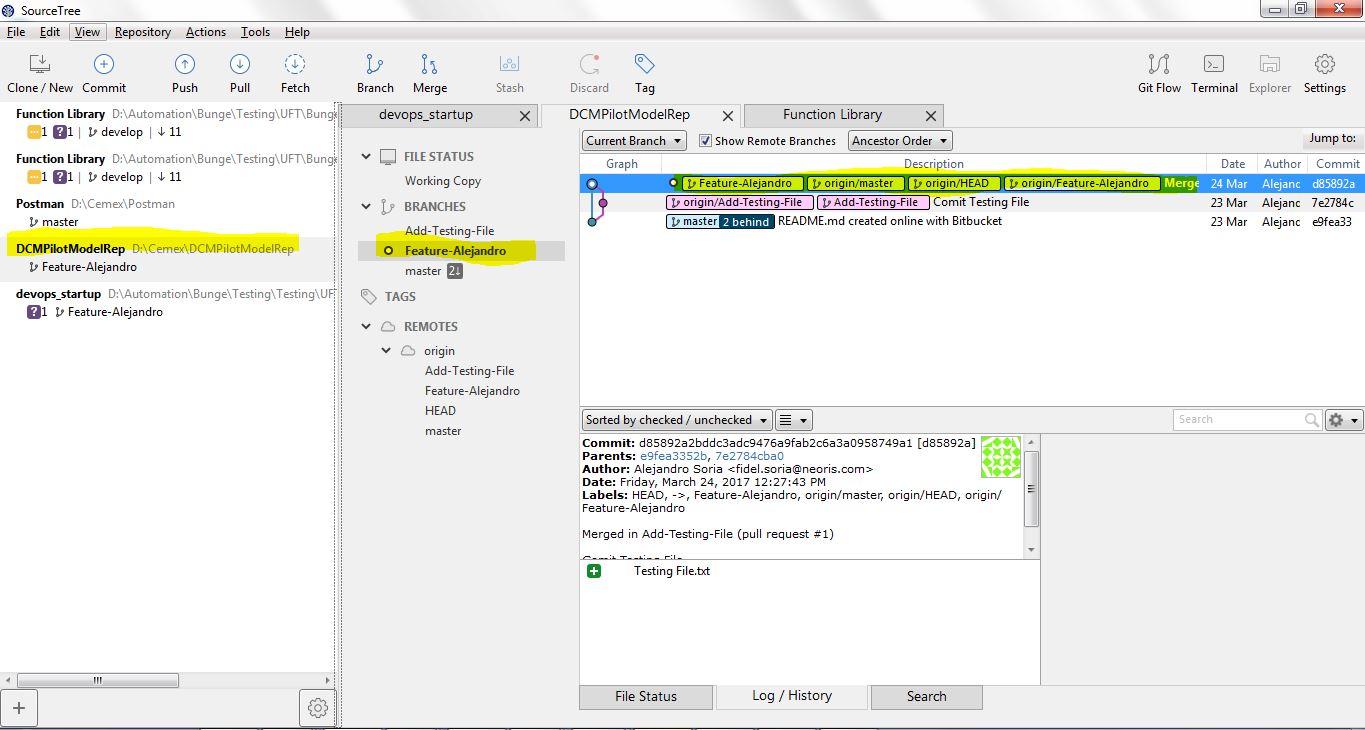 SourceTree
File Edit View Repository Actions Tools Help
Clone / New Commit Push Pull Fetch Branch Merge Stash Discard Tag Git Flow Terminal Explorer Settings
Function Library D:\Automation\Bunge\Testing\UFT\Bunge
1 ? 1 | develop | ↓ 11
Function Library D:\Automation\Bunge\Testing\UFT\Bunge
1 ? 1 | develop | ↓ 11
Postman D:\Cemex\Postman
master
DCMPilotModelRep D:\Cemex\DCMPilotModelRep
Feature-Alejandro
devops_startup D:\Automation\Bunge\Testing\Testing\UFT
? 1 Feature-Alejandro
devops_startup DCMPilotModelRep Function Library
FILE STATUS
Working Copy
BRANCHES
Add-Testing-File
Feature-Alejandro
master 2↓
TAGS
REMOTES
origin
Add-Testing-File
Feature-Alejandro
HEAD
master
Current Branch Show Remote Branches Ancestor Order Jump to:
Graph Description Date Author Commit
Feature-Alejandro origin/master origin/HEAD origin/Feature-Alejandro Merge 24 Mar Alejanc d85892a
origin/Add-Testing-File Add-Testing-File Comit Testing File 23 Mar Alejanc 7e2784c
master 2 behind README.md created online with Bitbucket 23 Mar Alejanc e9fea33
Sorted by checked / unchecked Search
Commit: d85892a2bddc3adc9476a9fab2c6a3a0958749a1 [d85892a]
Parents: e9fea3352b, 7e2784cba0
Author: Alejandro Soria <fidel.soria@neoris.com>
Date: Friday, March 24, 2017 12:27:43 PM
Labels: HEAD, ->, Feature-Alejandro, origin/master, origin/HEAD, origin/
Feature-Alejandro
Merged in Add-Testing-File (pull request #1)
Comit Testing File
Testing File.txt
File Status Log / History Search